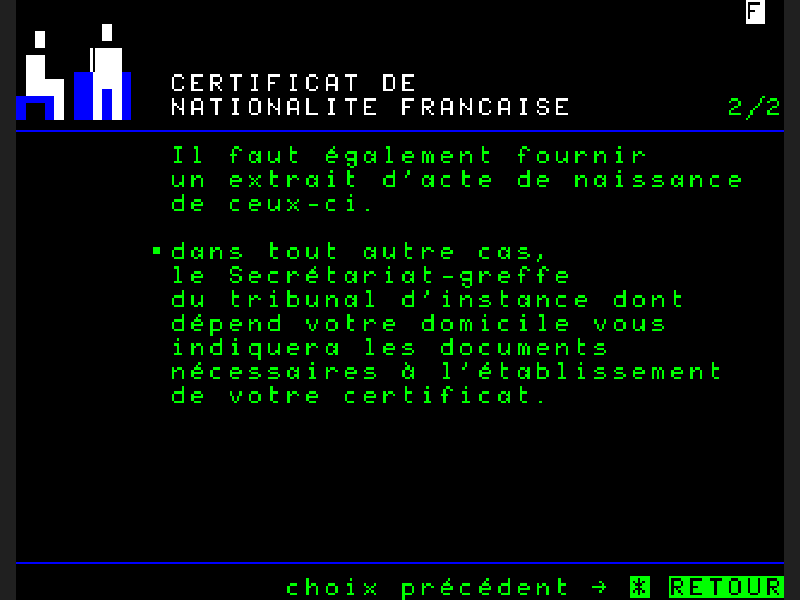 F
CERTIFICAT DE
NATIONALITE FRANCAISE 2/2
Il faut également fournir
un extrait d'acte de naissance
de ceux-ci.
▪dans tout autre cas,
le Secrétariat-greffe
du tribunal d'instance dont
dépend votre domicile vous
indiquera les documents
nécessaires à l'établissement
de votre certificat.
choix précédent → * RETOUR